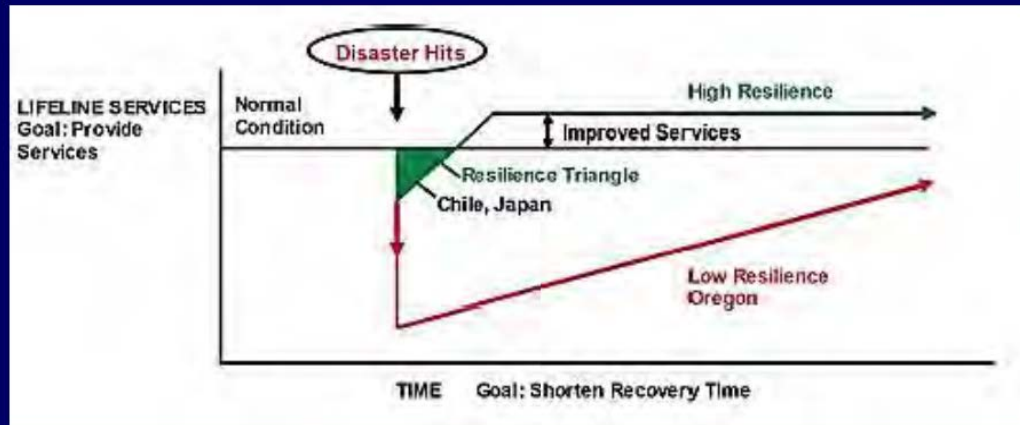 Disaster Hits
LIFELINE SERVICES
Goal: Provide
Services
Normal
Condition
High Resilience
Improved Services
Resilience Triangle
Chile, Japan
Low Resilience
Oregon
TIME Goal: Shorten Recovery Time